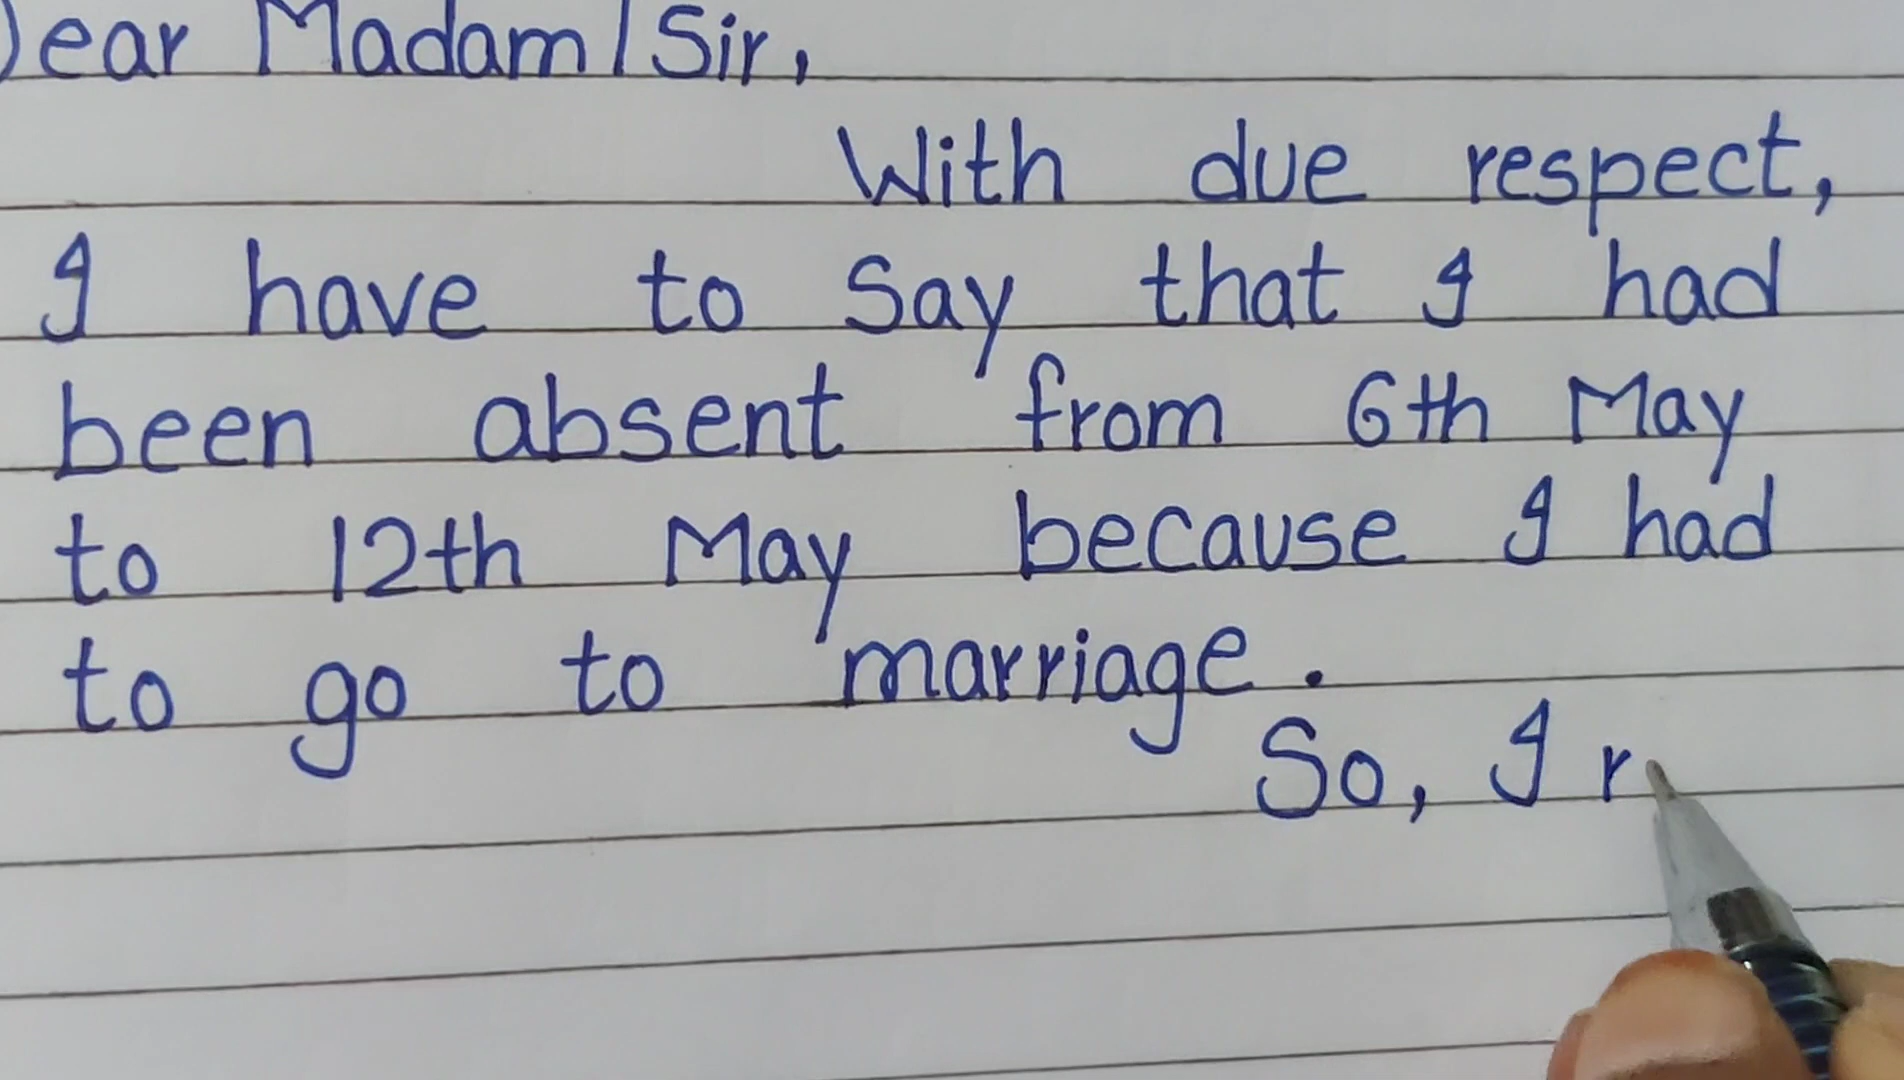 Dear Madam/Sir,
With due respect,
I have to say that I had
been absent from 6th May
to 12th May because I had
to go to marriage.
So, I r